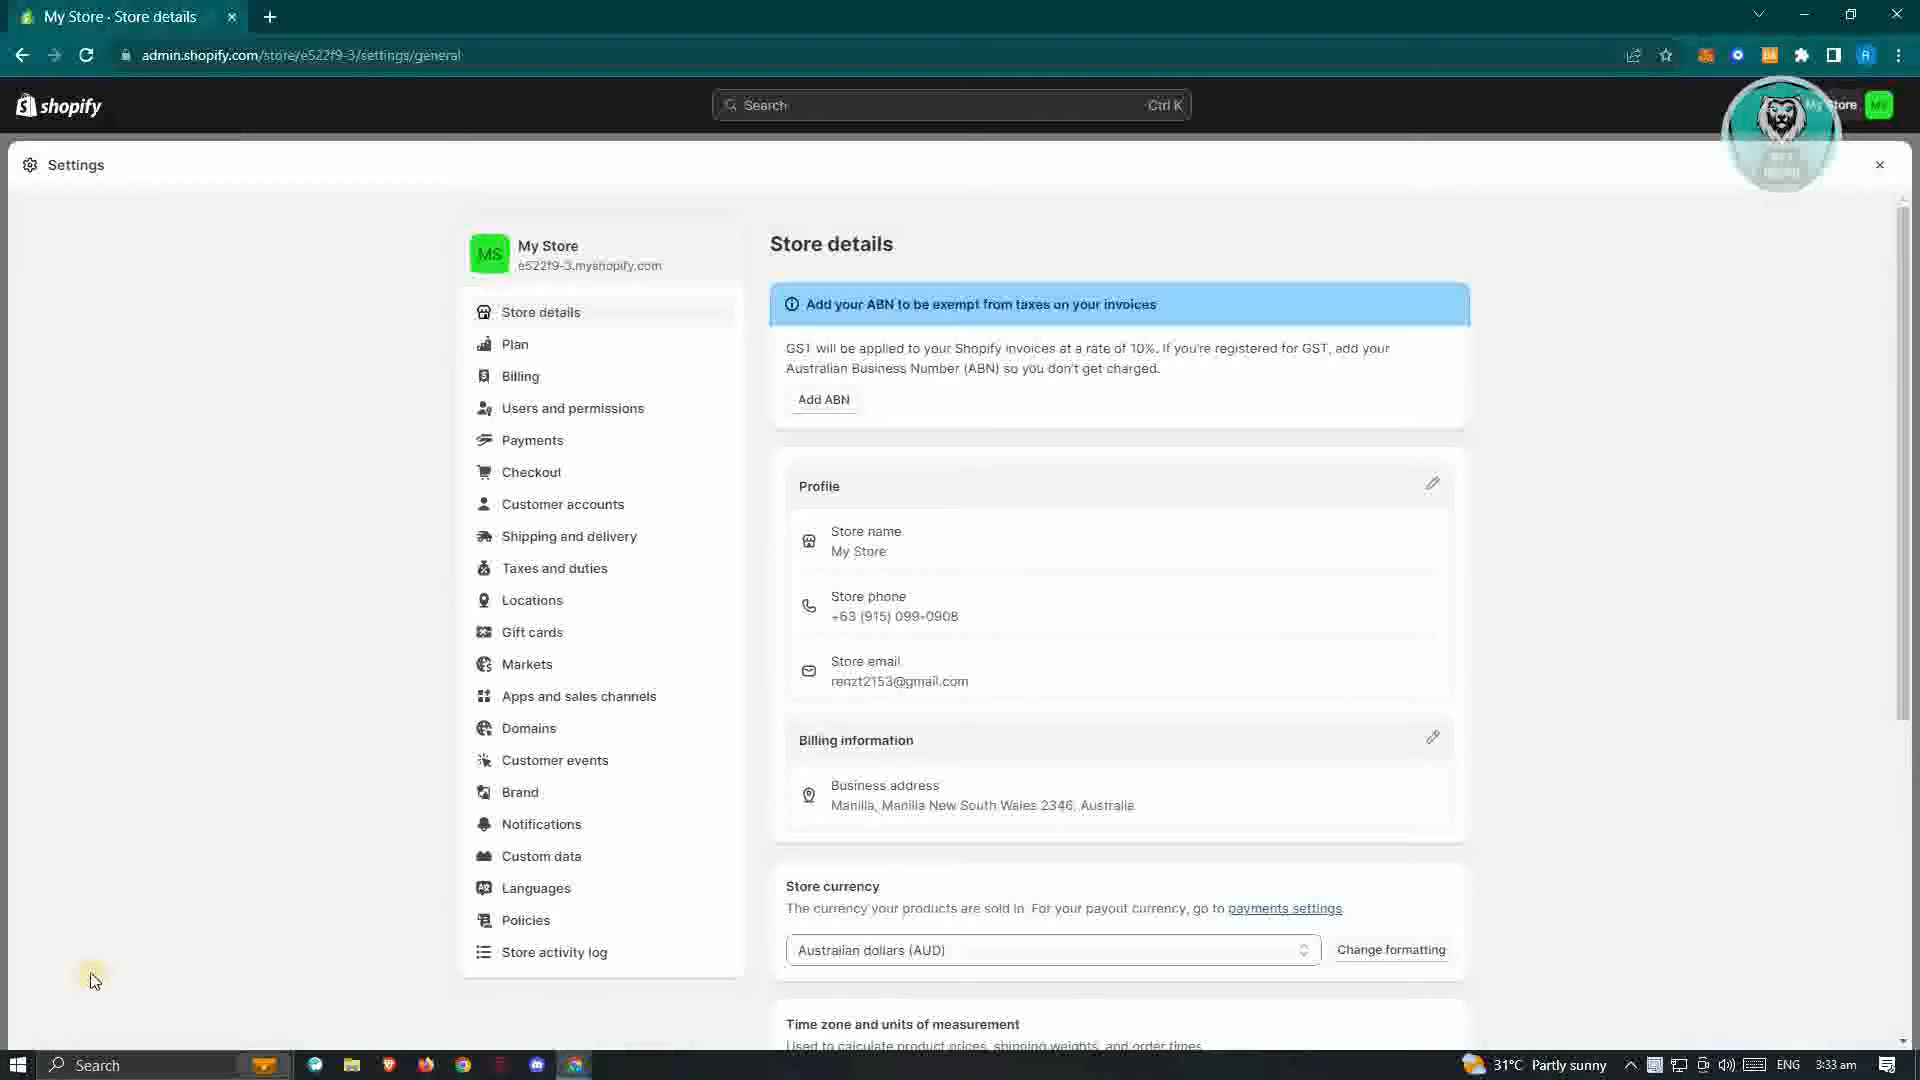 My Store · Store details
admin.shopify.com/store/e522f9-3/settings/general
shopify
Search
Ctrl K
My Store
Settings
MS
My Store
e522f9-3.myshopify.com
Store details
Plan
Billing
Users and permissions
Payments
Checkout
Customer accounts
Shipping and delivery
Taxes and duties
Locations
Gift cards
Markets
Apps and sales channels
Domains
Customer events
Brand
Notifications
Custom data
Languages
Policies
Store activity log
Store details
Add your ABN to be exempt from taxes on your invoices
GST will be applied to your Shopify invoices at a rate of 10%. If you're registered for GST, add your
Australian Business Number (ABN) so you don't get charged.
Add ABN
Profile
Store name
My Store
Store phone
+63 (915) 099-0908
Store email
renzt2153@gmail.com
Billing information
Business address
Manilla, Manilla New South Wales 2346, Australia
Store currency
The currency your products are sold in. For your payout currency, go to payments settings
Australian dollars (AUD)
Change formatting
Time zone and units of measurement
Used to calculate product prices, shipping weights, and order times.
Search
31°C Partly sunny
ENG
3:33 am